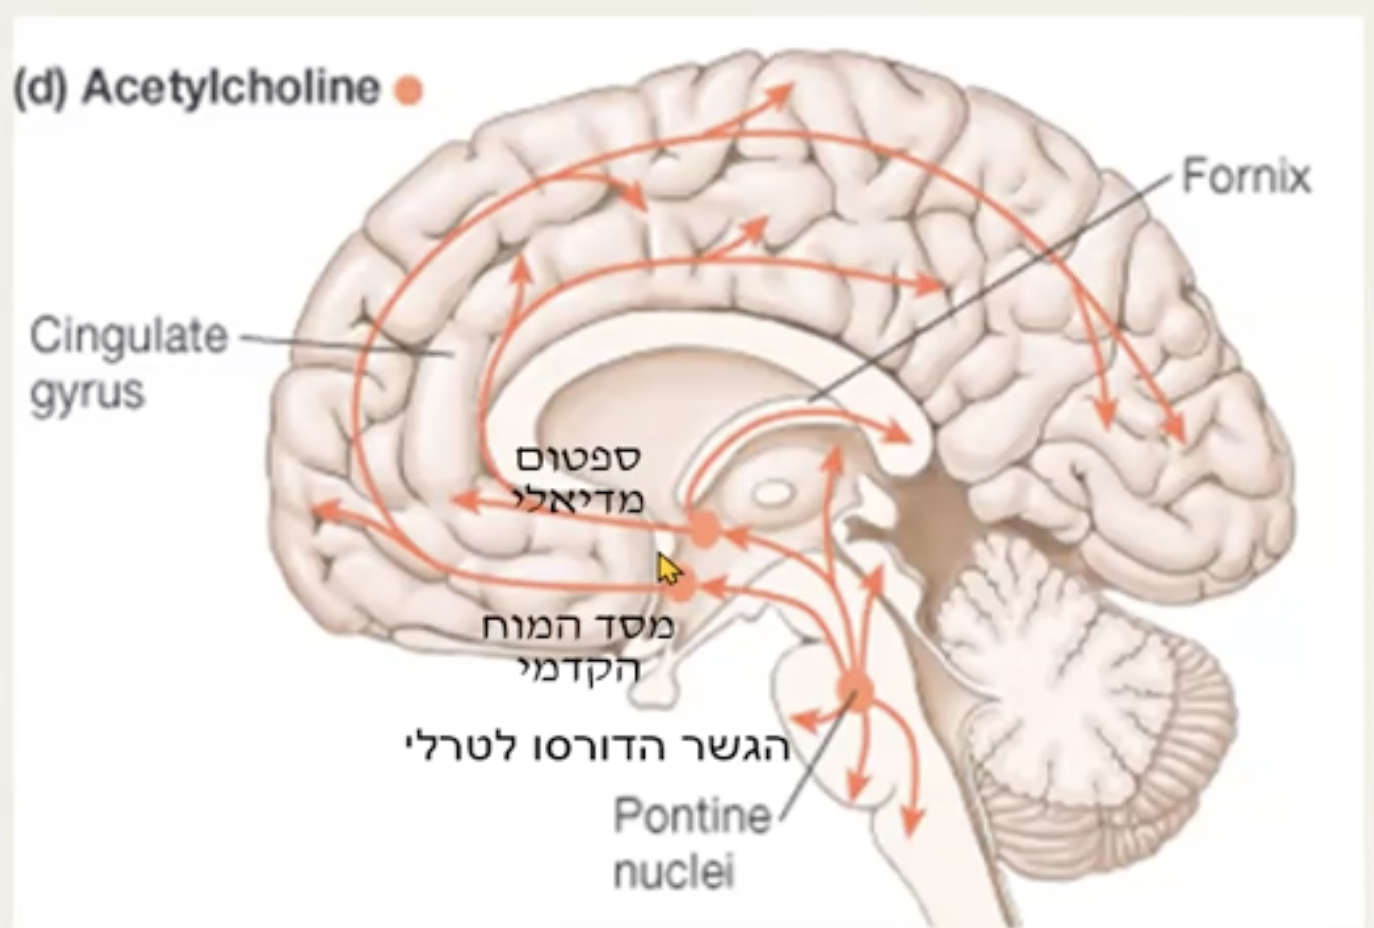 (d) Acetylcholine
Fornix
Cingulate
gyrus
ספטום
מדיאלי
מסד המוח
הקדמי
הגשר הדורסו לטרלי
Pontine
nuclei